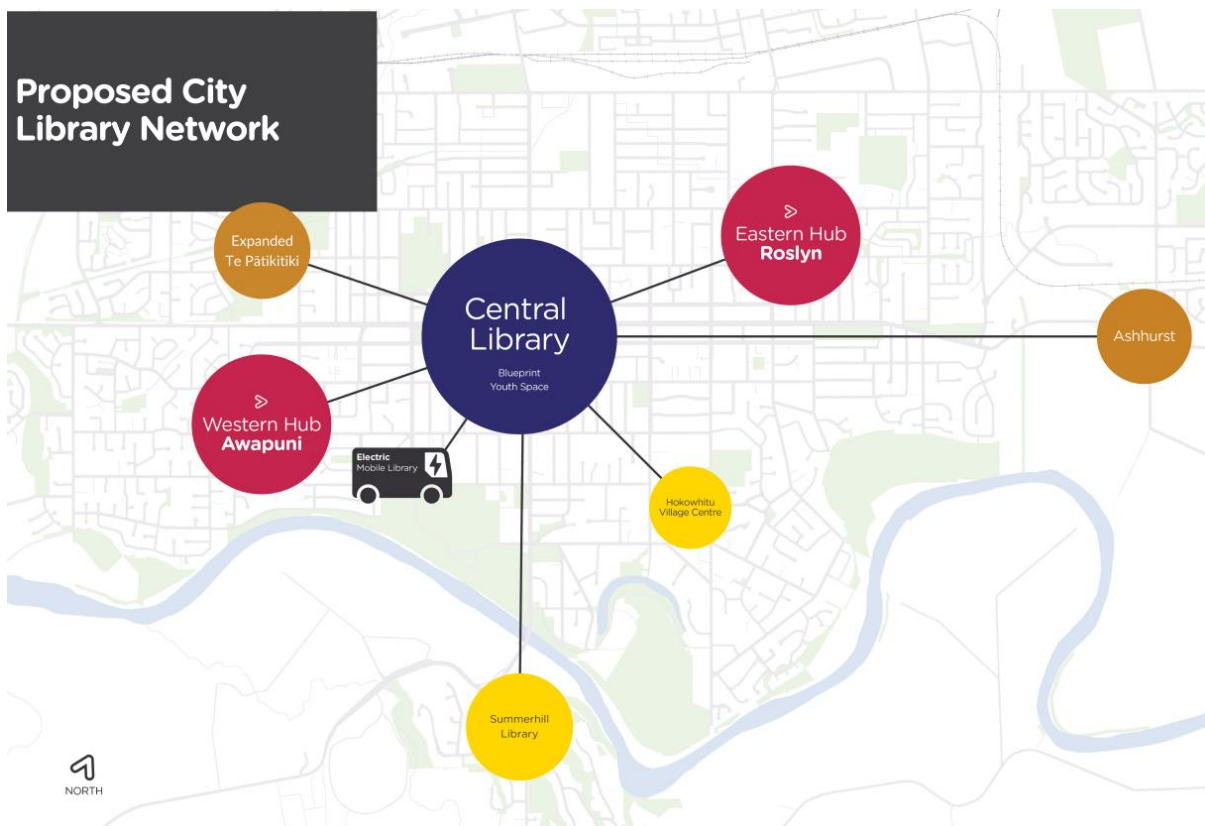 Proposed City
Library Network
Expanded
Te Pātikitiki
Eastern Hub
Roslyn
Central
Library
Blueprint
Youth Space
Ashhurst
Western Hub
Awapuni
Electric
Mobile Library
Hokowhitu
Village Centre
Summerhill
Library
NORTH